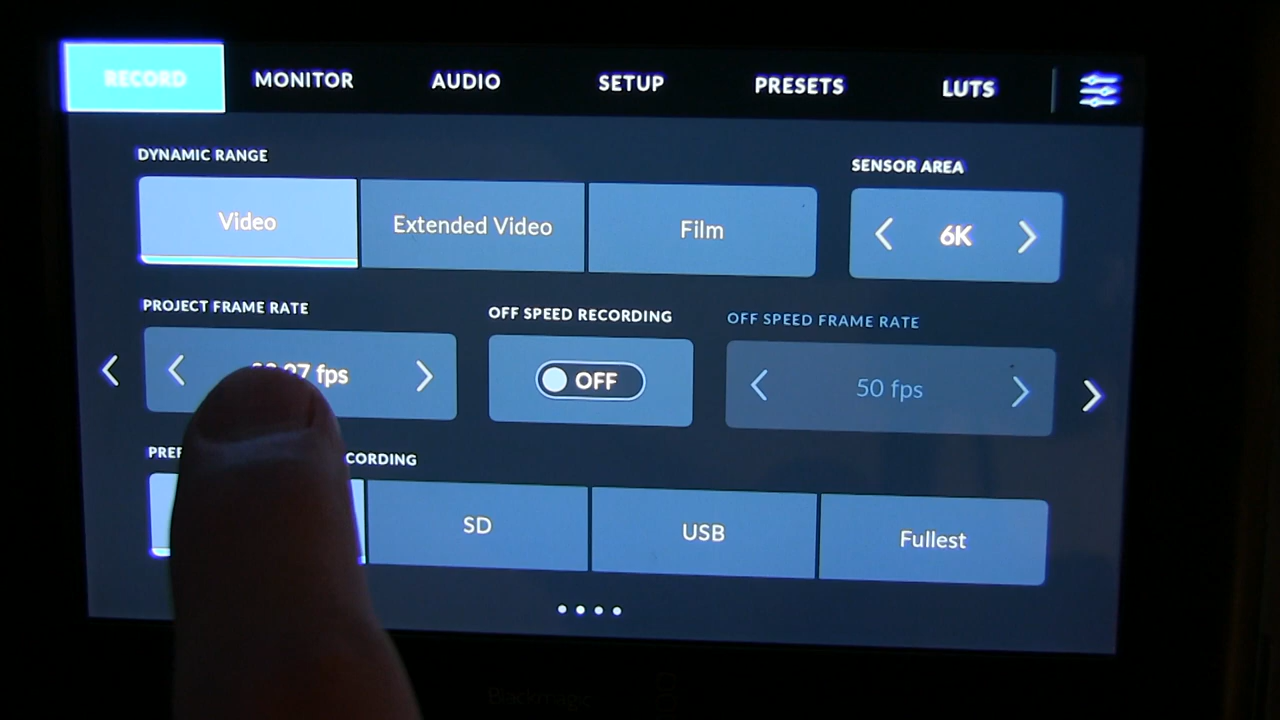 RECORD MONITOR AUDIO SETUP PRESETS LUTS
DYNAMIC RANGE SENSOR AREA
Video Extended Video Film 6K
PROJECT FRAME RATE OFF SPEED RECORDING OFF SPEED FRAME RATE
fps OFF 50 fps
SD USB Fullest
Blackmagic